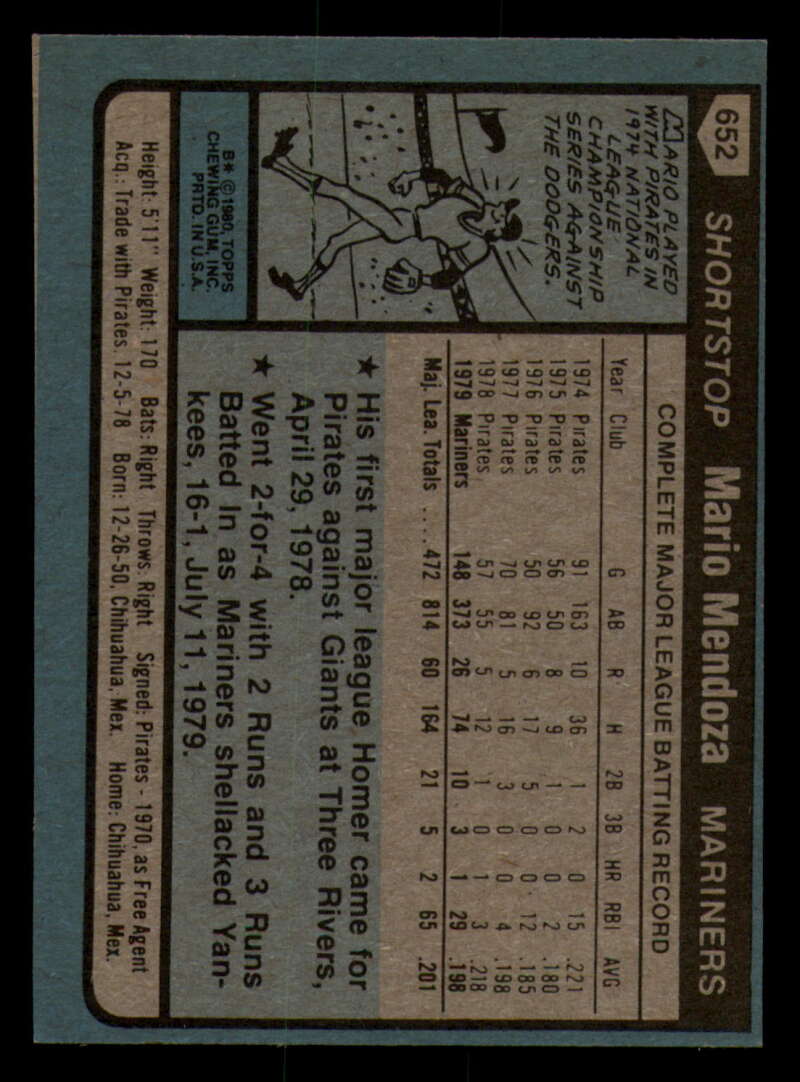 652
SHORTSTOP Mario Mendoza MARINERS
MARIO PLAYED
WITH PIRATES IN
1974 NATIONAL
LEAGUE
CHAMPIONSHIP
SERIES AGAINST
THE DODGERS.
B* © 1980, TOPPS
CHEWING GUM, INC.
PRTD. IN U.S.A.
COMPLETE MAJOR LEAGUE BATTING RECORD
Year Club G AB R H 2B 3B HR RBI AVG
1974 Pirates 91 163 10 36 1 2 0 15 .221
1975 Pirates 56 50 8 9 1 0 0 2 .180
1976 Pirates 50 92 6 17 5 0 0 12 .185
1977 Pirates 70 81 5 16 3 0 0 4 .198
1978 Pirates 57 55 5 12 1 0 1 3 .218
1979 Mariners 148 373 26 74 10 3 1 29 .198
Maj. Lea. Totals .... 472 814 60 164 21 5 2 65 .201
★ His first major league Homer came for
Pirates against Giants at Three Rivers,
April 29, 1978.
★ Went 2-for-4 with 2 Runs and 3 Runs
Batted In as Mariners shellacked Yan-
kees, 16-1, July 11, 1979.
Height: 5'11" Weight: 170 Bats: Right Throws: Right Signed: Pirates - 1970, as Free Agent
Acq.: Trade with Pirates, 12-5-78 Born: 12-26-50, Chihuahua, Mex. Home: Chihuahua, Mex.